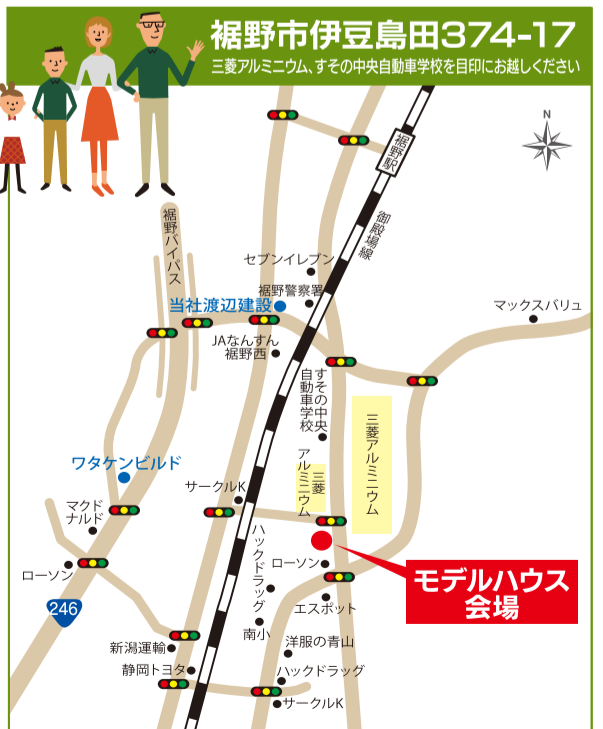 裾野市伊豆島田374-17
三菱アルミニウム、すその中央自動車学校を目印にお越しください
N
裾野駅
御殿場線
裾野バイパス
セブンイレブン
裾野警察署
当社渡辺建設
マックスバリュ
JAなんすん
裾野西
すその中央
自動車学校
三菱アルミニウム
ワタケンビルド
三菱
アルミニウム
サークルK
マクド
ナルド
ハックドラッグ
ローソン
ローソン
モデルハウス
会場
246
エスポット
南小
新潟運輸
洋服の青山
静岡トヨタ
ハックドラッグ
サークルK